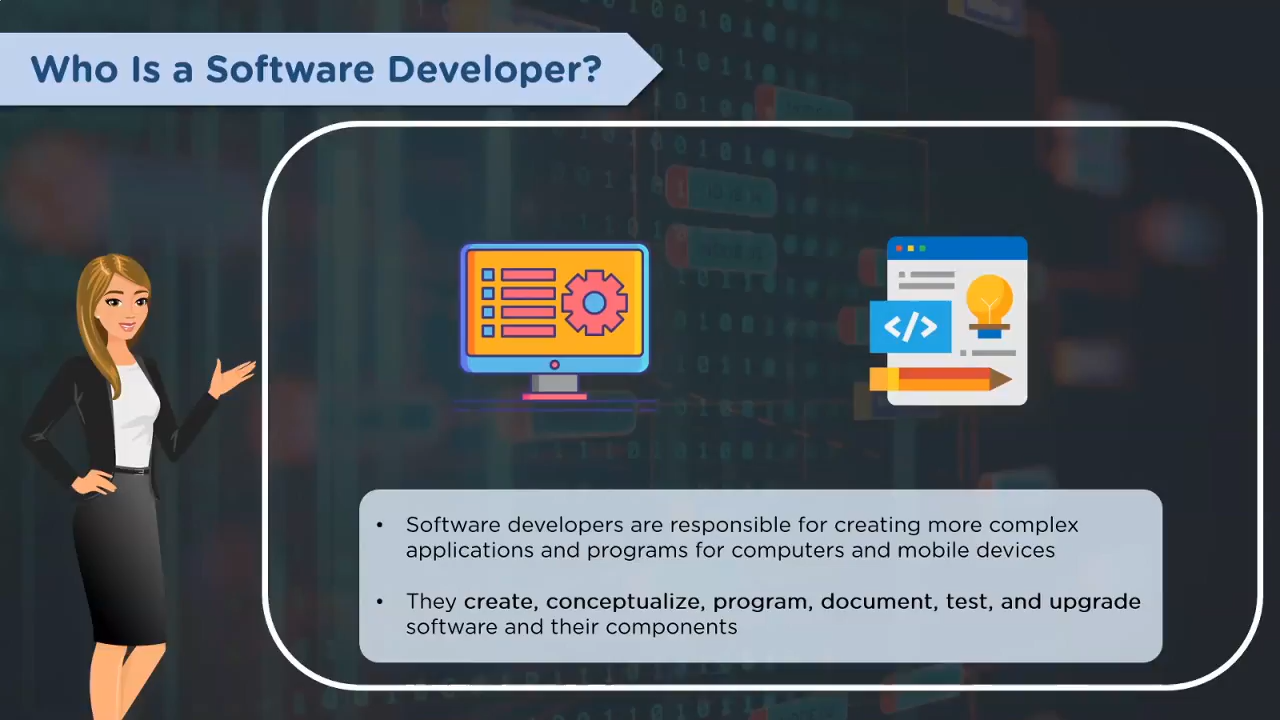 Who Is a Software Developer?
</>
• Software developers are responsible for creating more complex
applications and programs for computers and mobile devices
• They create, conceptualize, program, document, test, and upgrade
software and their components